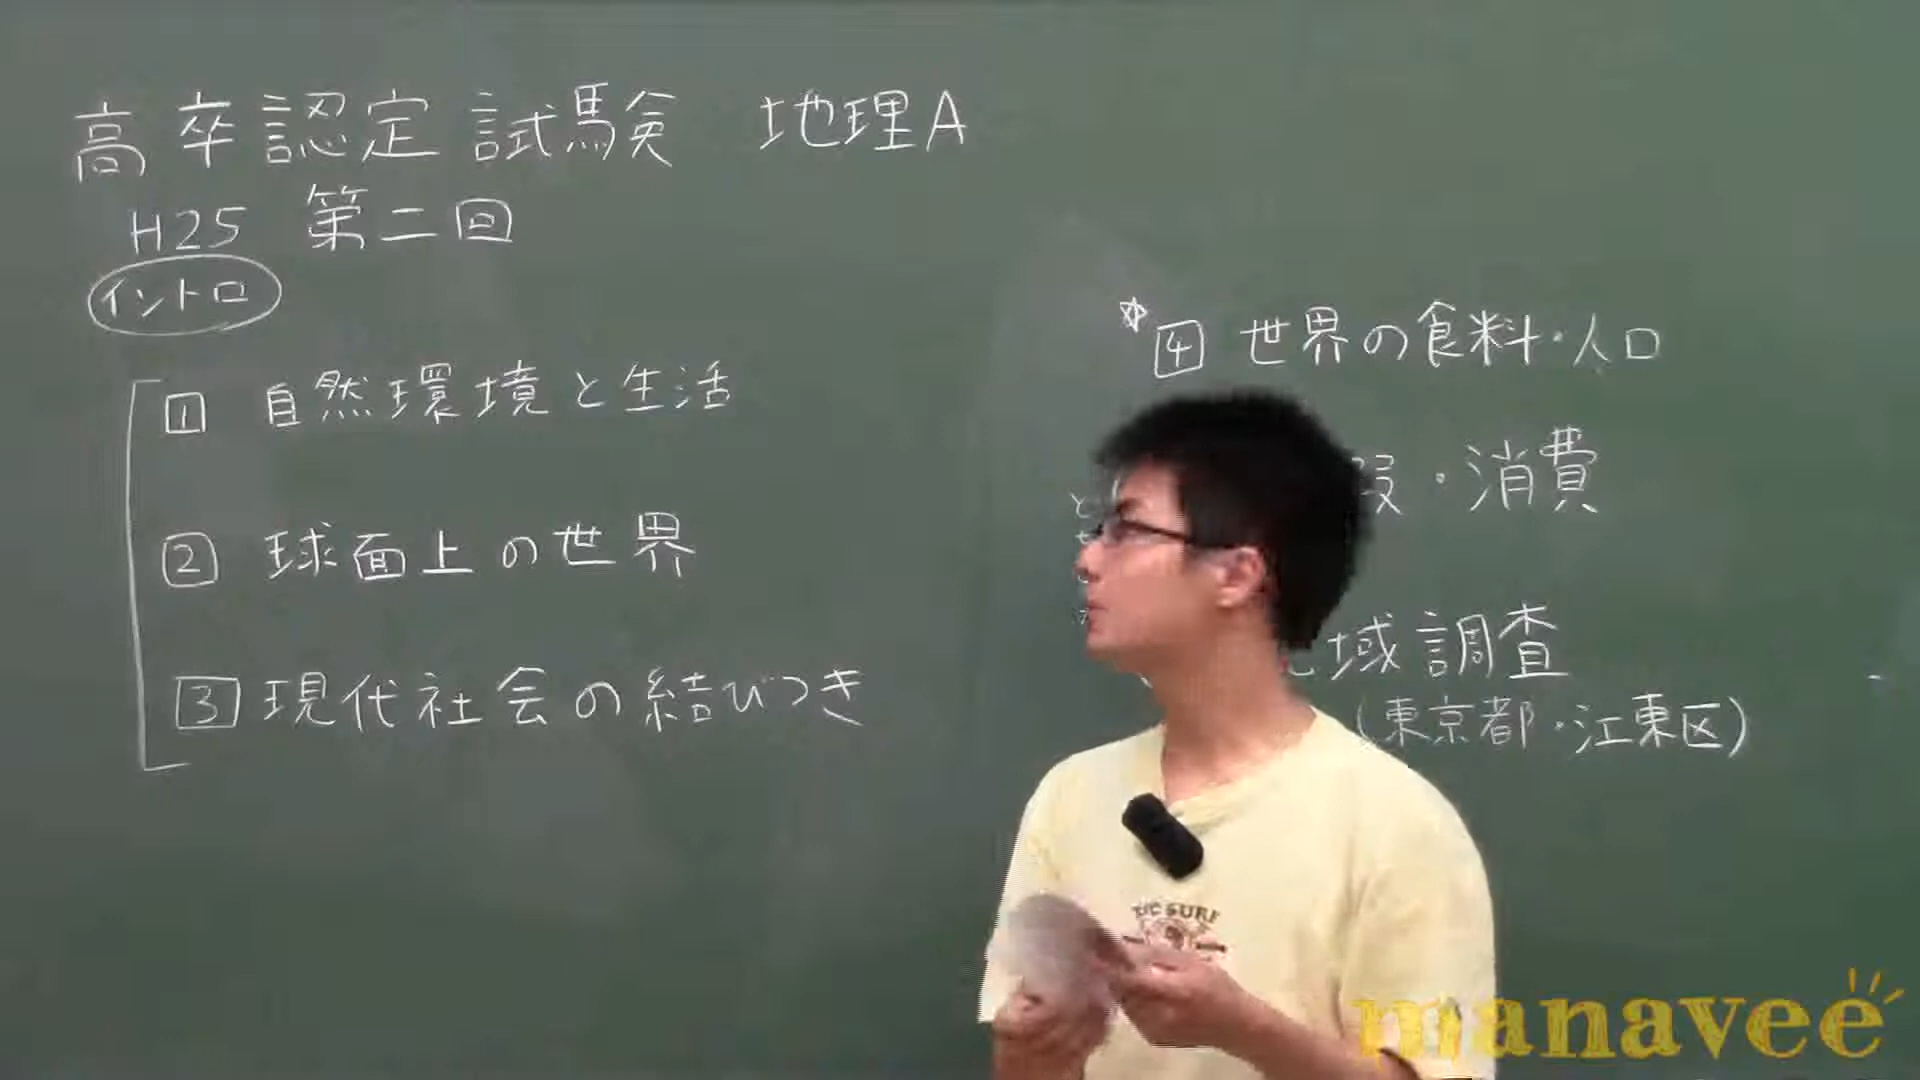 高卒認定試験 地理A
H25 第二回
イントロ
1 自然環境と生活
2 球面上の世界
3 現代社会の結びつき
☆4 世界の食料・人口
・消費
域調査
(東京都・江東区)
SURF
manavee